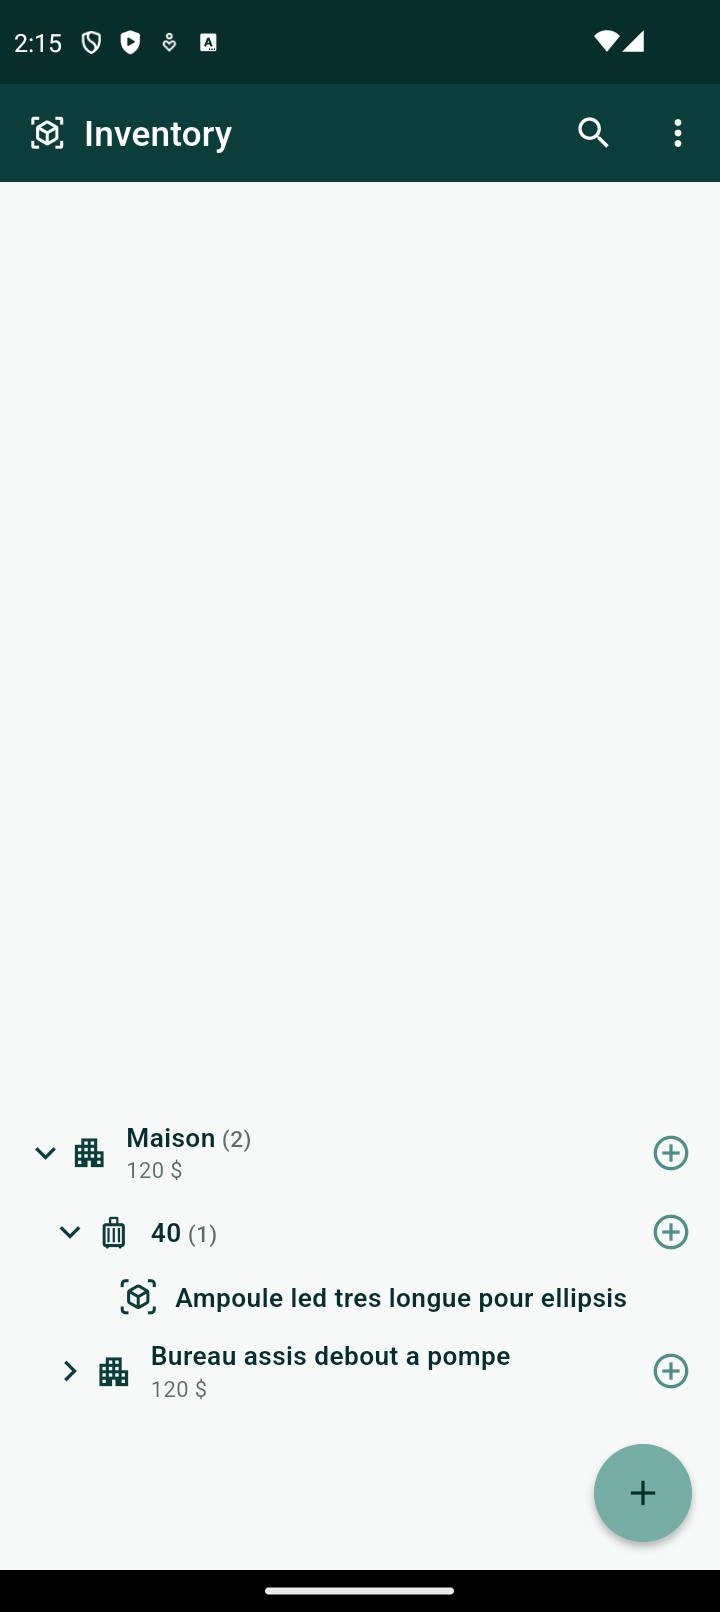 2:15
Inventory
Maison (2)
120 $
40 (1)
Ampoule led tres longue pour ellipsis
Bureau assis debout a pompe
120 $